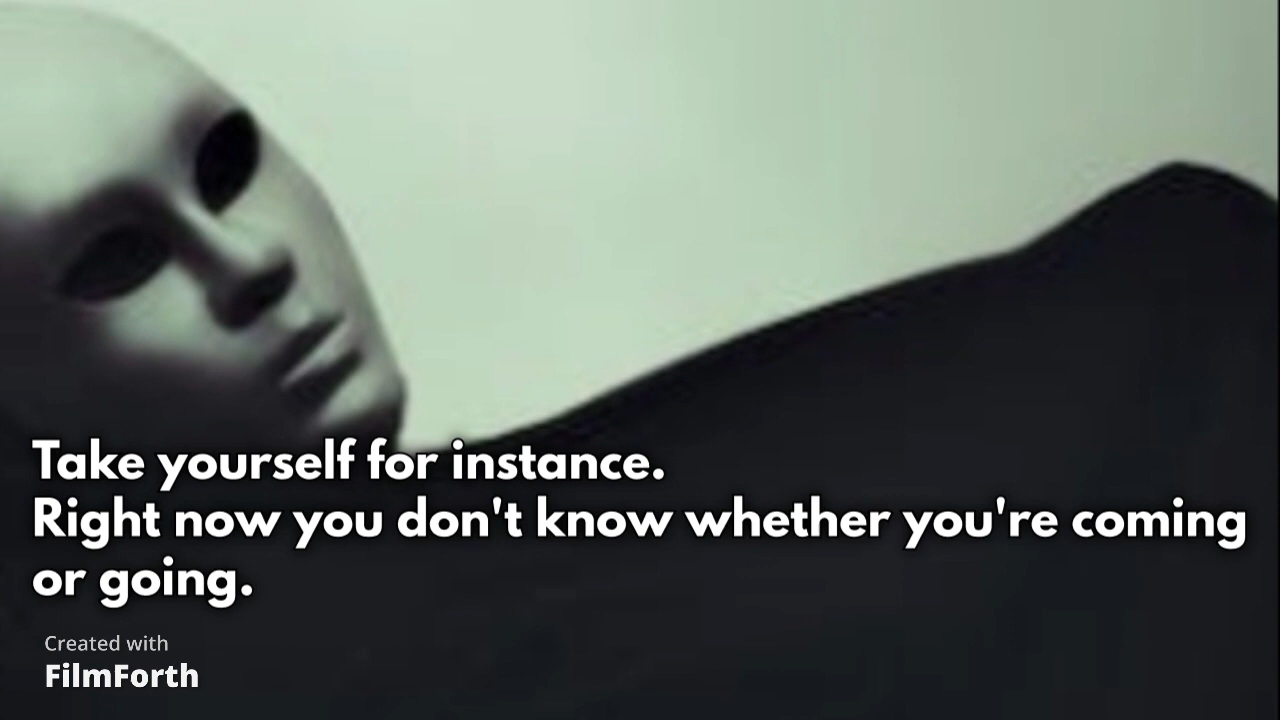 Take yourself for instance.
Right now you don't know whether you're coming
or going.
Created with
FilmForth